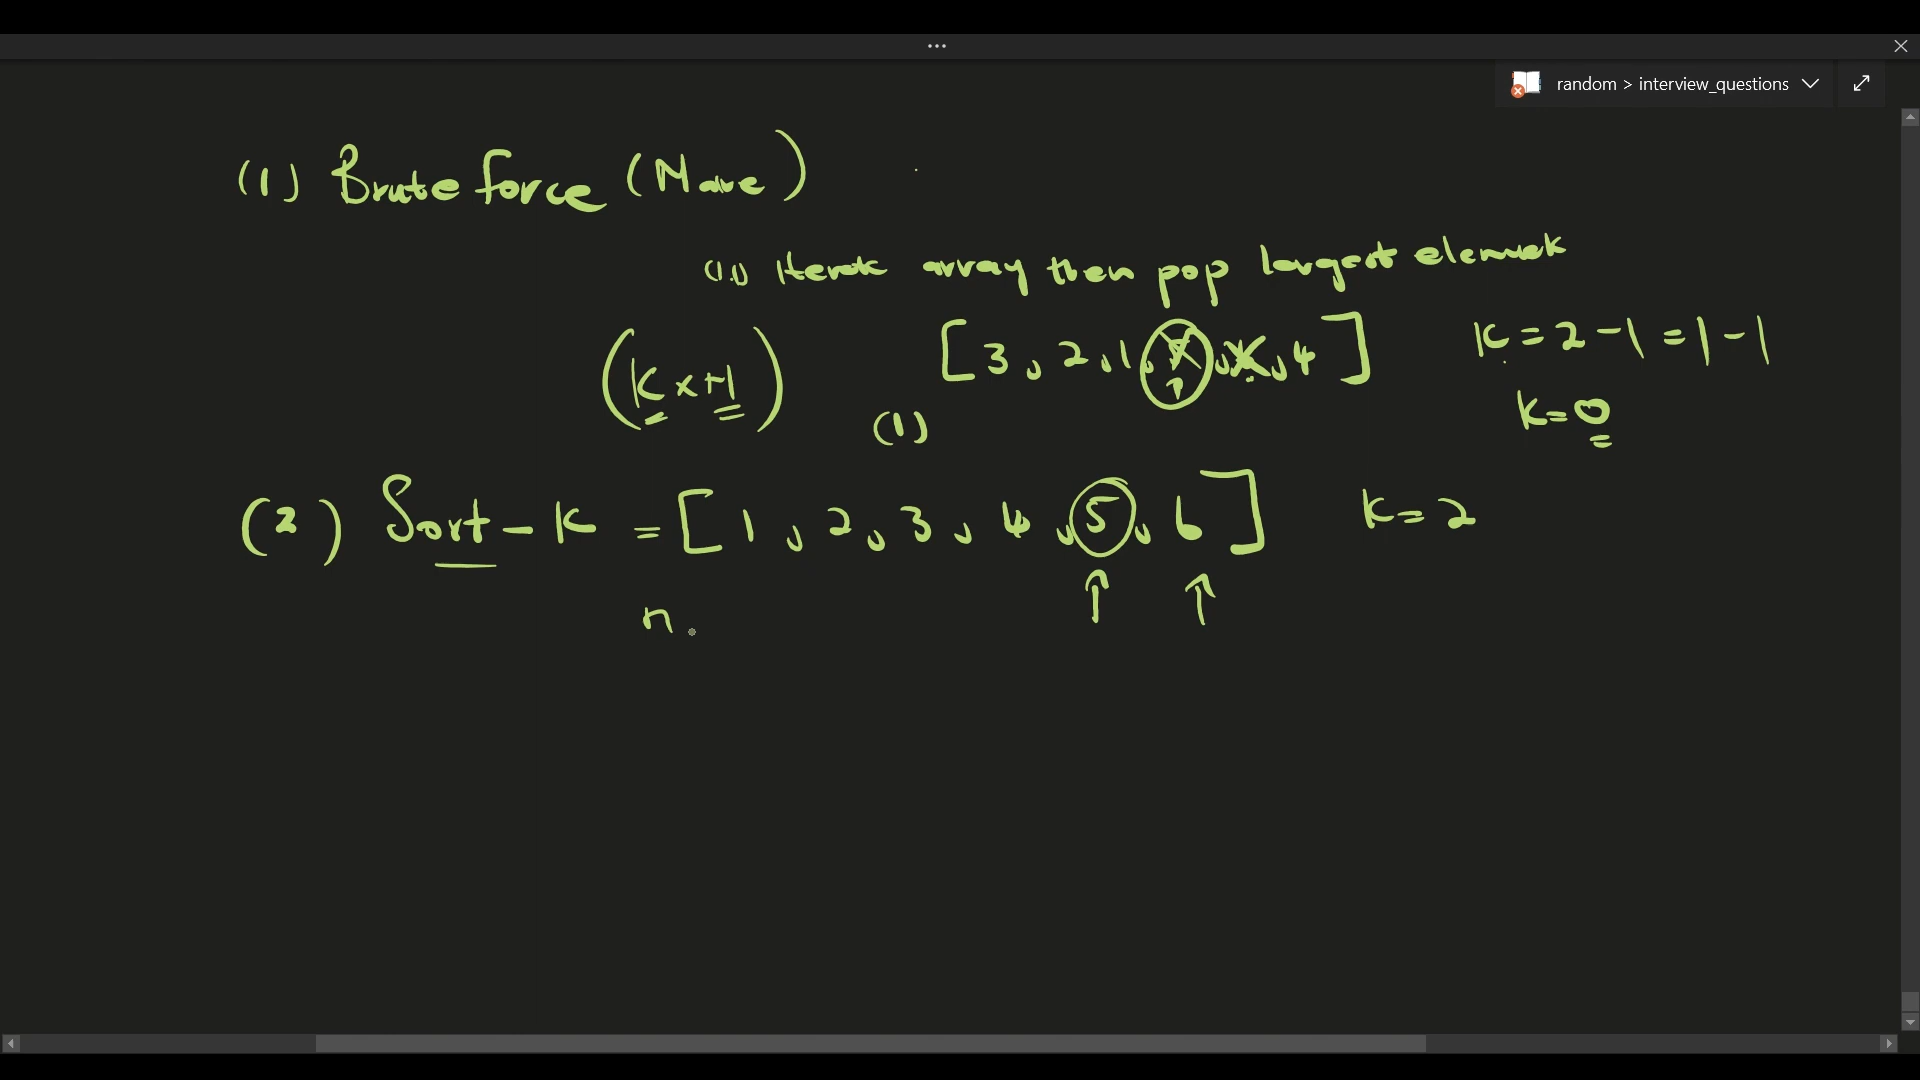 random > interview_questions
(1) Brute force (Naive)
(1.1) Iterate array then pop largest element
[3, 2, 1, , , 4] K = 2 - 1 = 1 - 1
(K x +1)
K = 0
(1)
(2) Sort - K = [1, 2, 3, 4, 5, 6] K = 2
n .